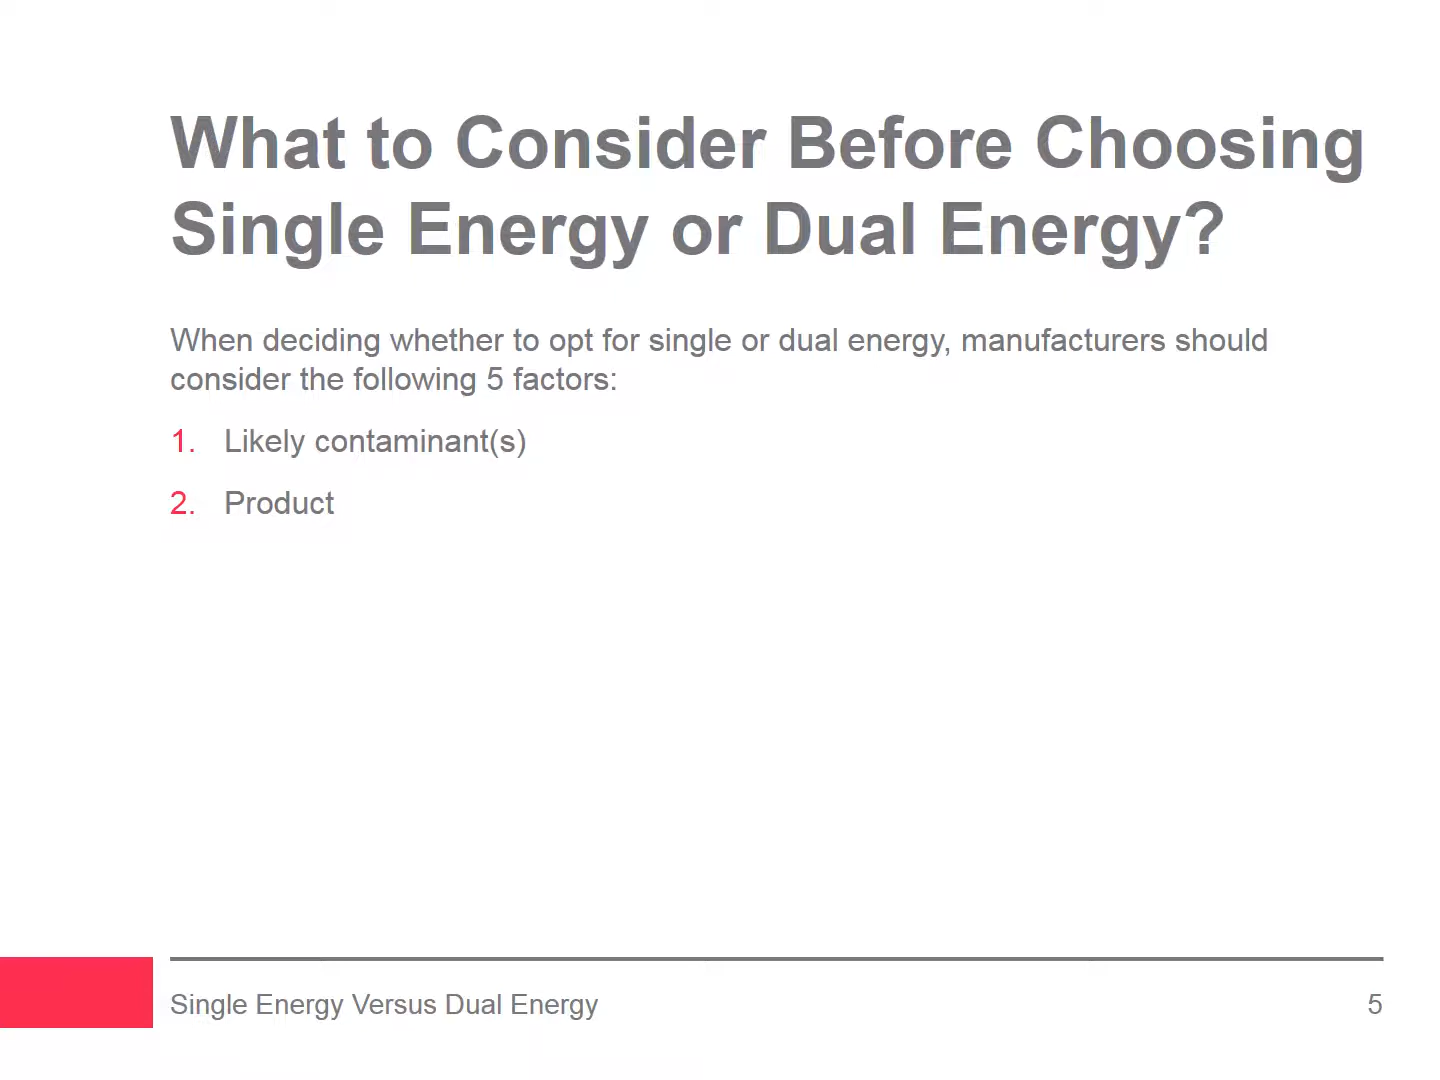 What to Consider Before Choosing
Single Energy or Dual Energy?
When deciding whether to opt for single or dual energy, manufacturers should
consider the following 5 factors:
1. Likely contaminant(s)
2. Product
Single Energy Versus Dual Energy
5